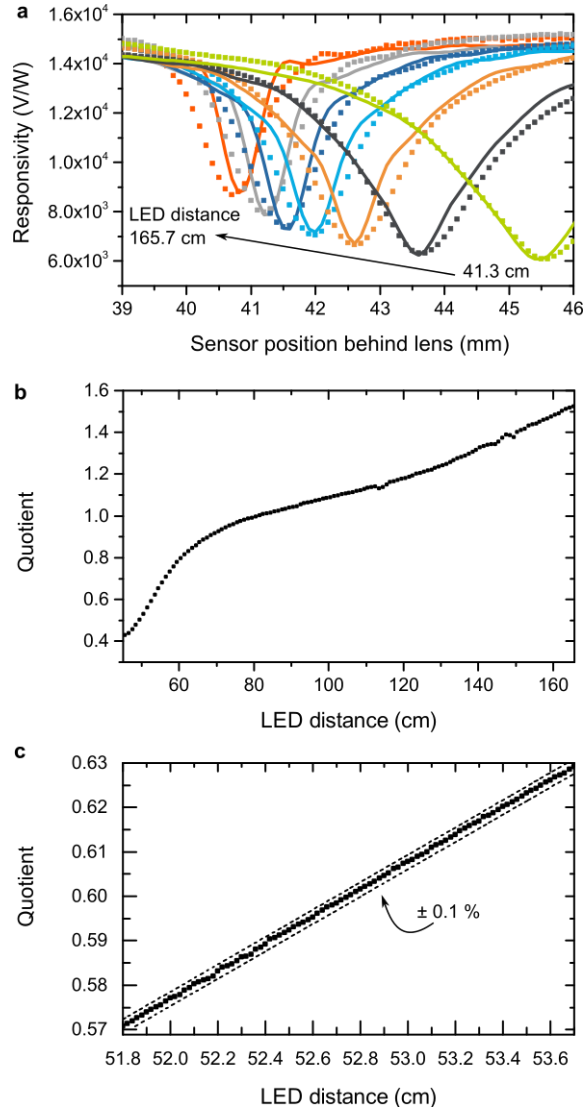 a
1.6x10⁴
1.4x10⁴
1.2x10⁴
1.0x10⁴
8.0x10³
6.0x10³
Responsivity (V/W)
LED distance
165.7 cm
41.3 cm
39 40 41 42 43 44 45 46
Sensor position behind lens (mm)
b
1.6
1.4
1.2
1.0
0.8
0.6
0.4
Quotient
60 80 100 120 140 160
LED distance (cm)
c
0.63
0.62
0.61
0.60
0.59
0.58
0.57
Quotient
± 0.1 %
51.8 52.0 52.2 52.4 52.6 52.8 53.0 53.2 53.4 53.6
LED distance (cm)